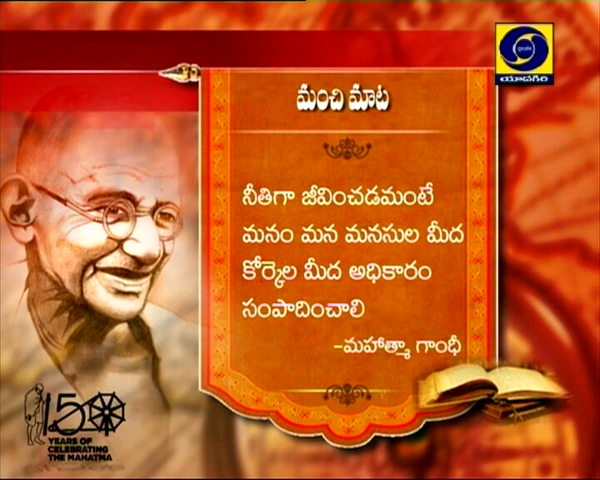 యాదగిరి
మంచి మాట
నీతిగా జీవించడమంటే
మనం మన మనసుల మీద
కోర్కెల మీద అధికారం
సంపాదించాలి
-మహాత్మా గాంధీ
150
YEARS OF
CELEBRATING
THE MAHATMA